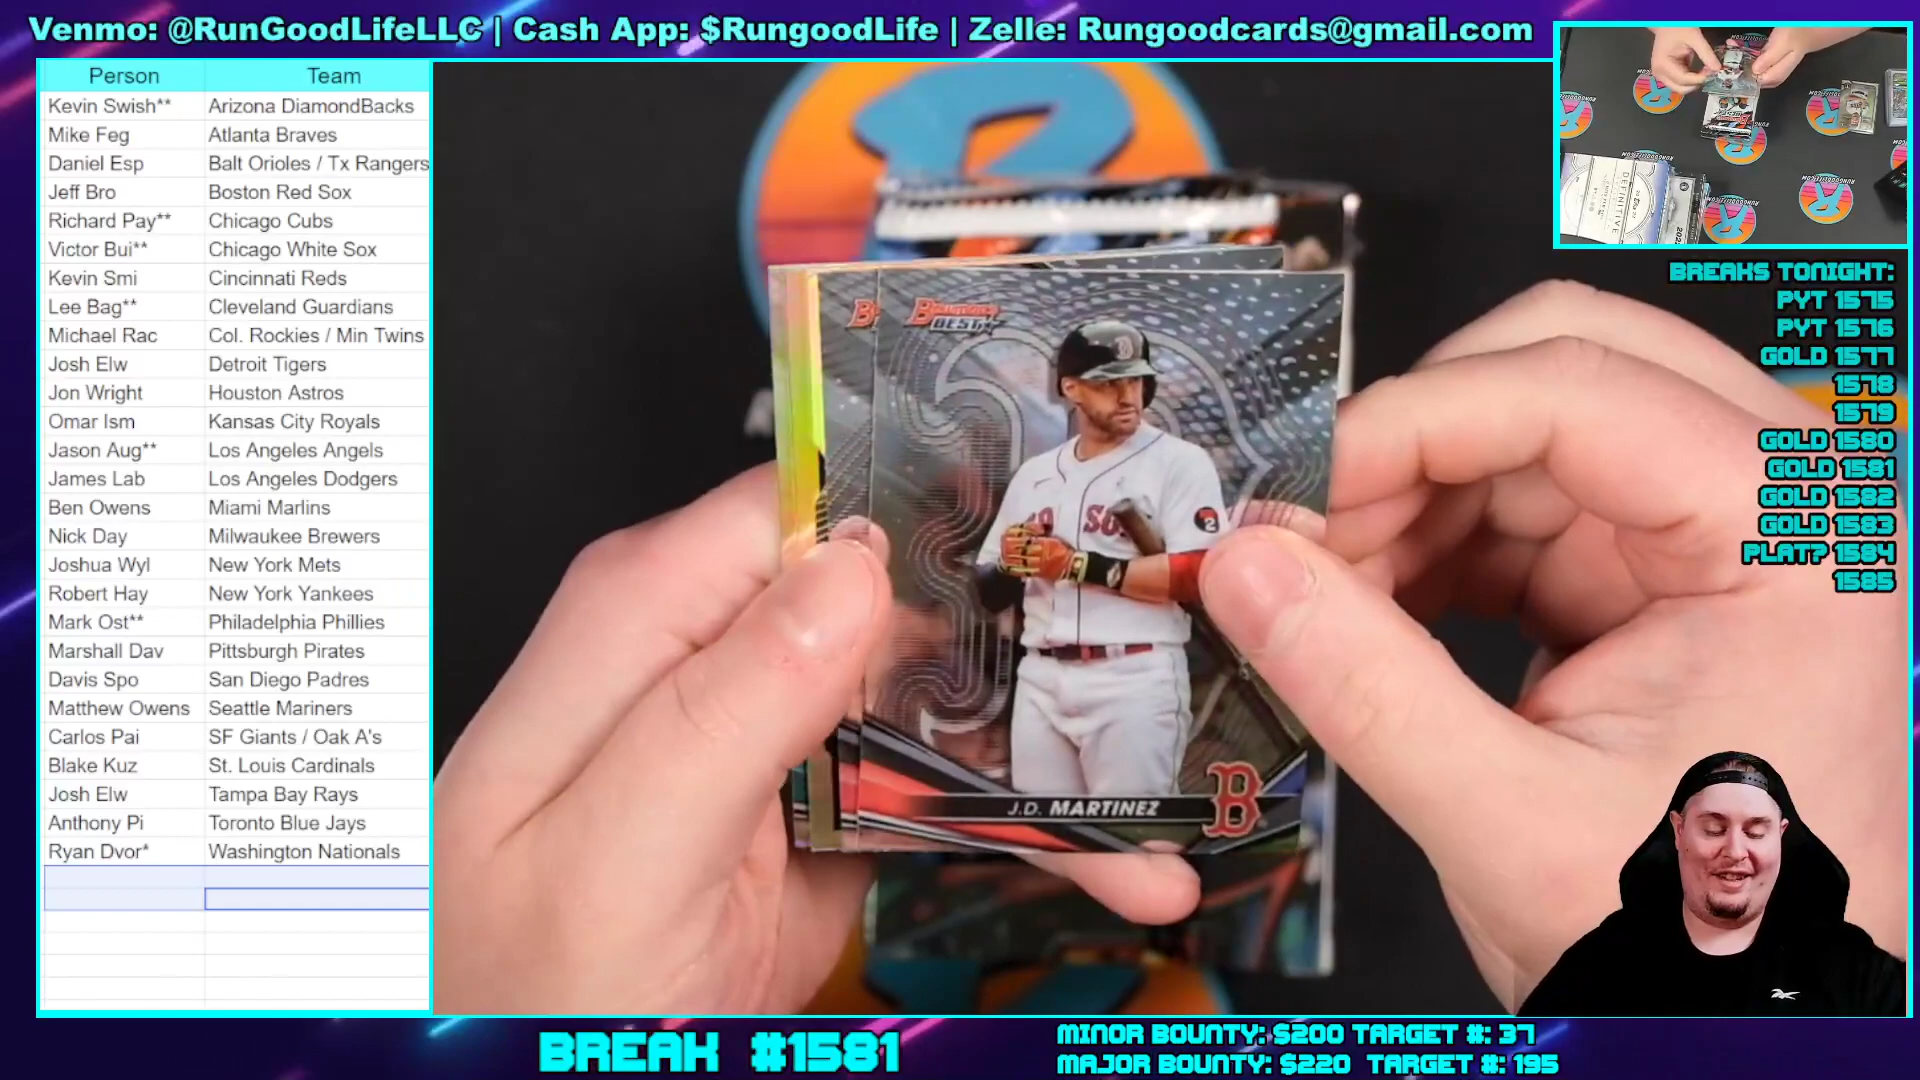 Venmo: @RunGoodLifeLLC | Cash App: $RungoodLife | Zelle: Rungoodcards@gmail.com
Person Team
Kevin Swish** Arizona DiamondBacks
Mike Feg Atlanta Braves
Daniel Esp Balt Orioles / Tx Rangers
Jeff Bro Boston Red Sox
Richard Pay** Chicago Cubs
Victor Bui** Chicago White Sox
Kevin Smi Cincinnati Reds
Lee Bag** Cleveland Guardians
Michael Rac Col. Rockies / Min Twins
Josh Elw Detroit Tigers
Jon Wright Houston Astros
Omar Ism Kansas City Royals
Jason Aug** Los Angeles Angels
James Lab Los Angeles Dodgers
Ben Owens Miami Marlins
Nick Day Milwaukee Brewers
Joshua Wyl New York Mets
Robert Hay New York Yankees
Mark Ost** Philadelphia Phillies
Marshall Dav Pittsburgh Pirates
Davis Spo San Diego Padres
Matthew Owens Seattle Mariners
Carlos Pai SF Giants / Oak A's
Blake Kuz St. Louis Cardinals
Josh Elw Tampa Bay Rays
Anthony Pi Toronto Blue Jays
Ryan Dvor* Washington Nationals
BOWMAN'S
BEST
B
2
J.D. MARTINEZ
B
DEFINITIVE
BREAKS TONIGHT:
PYT 1575
PYT 1576
GOLD 1577
1578
1579
GOLD 1580
GOLD 1581
GOLD 1582
GOLD 1583
PLAT? 1584
1585
BREAK #1581
MINOR BOUNTY: $200 TARGET #: 37
MAJOR BOUNTY: $220 TARGET #: 195